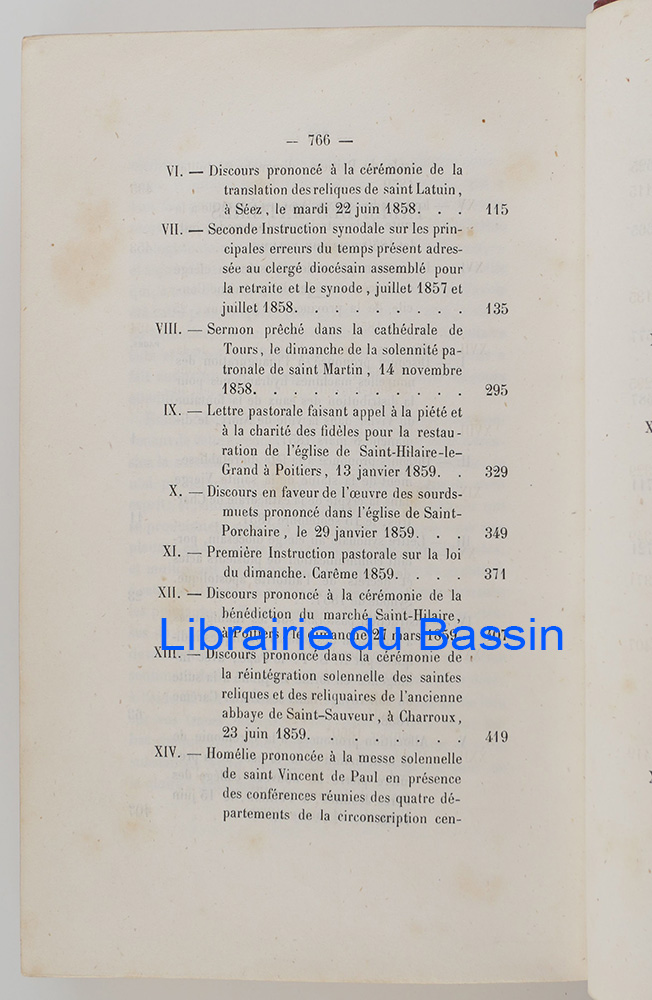 — 766 —
VI. — Discours prononcé à la cérémonie de la
translation des reliques de saint Latuin,
à Séez, le mardi 22 juin 1858. . . 115
VII. — Seconde Instruction synodale sur les prin-
cipales erreurs du temps présent adres-
sée au clergé diocésain assemblé pour
la retraite et le synode, juillet 1857 et
juillet 1858. . . . . . . . . 135
VIII. — Sermon prêché dans la cathédrale de
Tours, le dimanche de la solennité pa-
tronale de saint Martin, 14 novembre
1858. . . . . . . . . . . 295
IX. — Lettre pastorale faisant appel à la piété et
à la charité des fidèles pour la restau-
ration de l'église de Saint-Hilaire-le-
Grand à Poitiers, 13 janvier 1859. . 329
X. — Discours en faveur de l'œuvre des sourds-
muets prononcé dans l'église de Saint-
Porchaire, le 29 janvier 1859. . . 349
XI. — Première Instruction pastorale sur la loi
du dimanche. Carême 1859. . . . 371
XII. — Discours prononcé à la cérémonie de la
bénédiction du marché Saint-Hilaire,
à Poitiers, le dimanche 27 mars 1859.
Librairie du Bassin
XIII. — Discours prononcé dans la cérémonie de
la réintégration solennelle des saintes
reliques et des reliquaires de l'ancienne
abbaye de Saint-Sauveur, à Charroux,
23 juin 1859. . . . . . . . 419
XIV. — Homélie prononcée à la messe solennelle
de saint Vincent de Paul en présence
des conférences réunies des quatre dé-
partements de la circonscription cen-